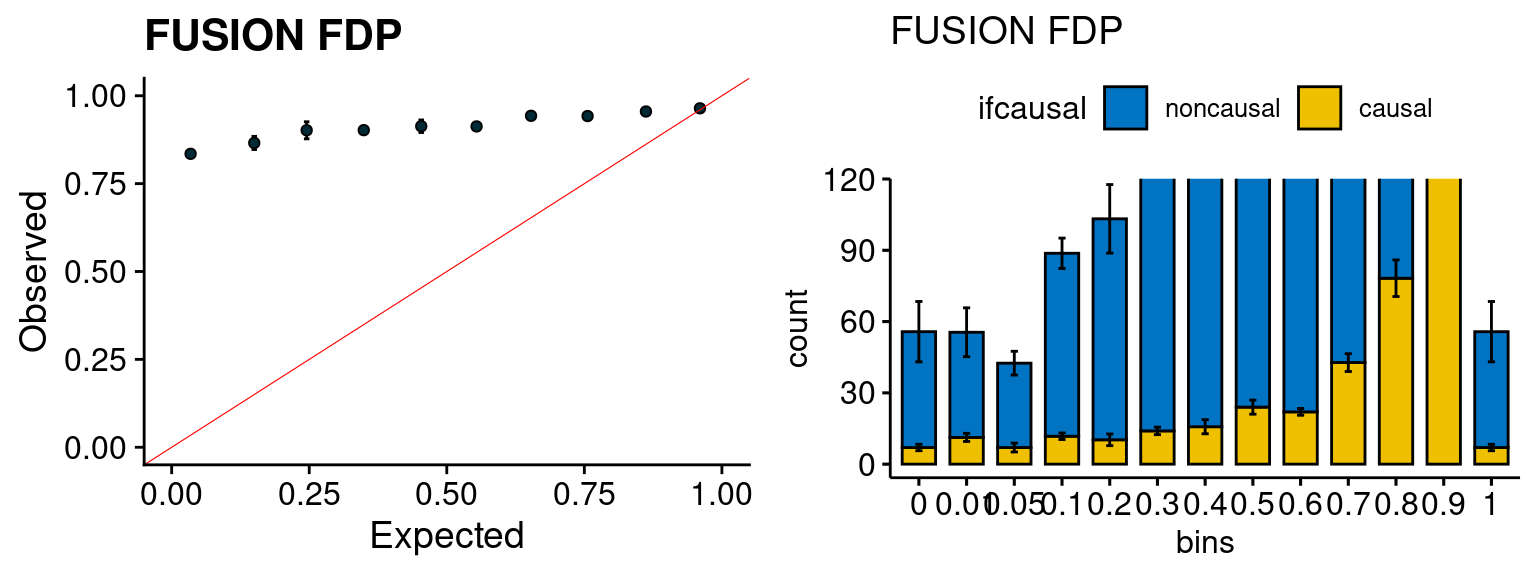 FUSION FDP
1.00
0.75
0.50
0.25
0.00
Observed
0.00 0.25 0.50 0.75 1.00
Expected
FUSION FDP
ifcausal noncausal causal
120
90
60
30
0
count
0 0.01 0.05 0.1 0.2 0.3 0.4 0.5 0.6 0.7 0.8 0.9 1
bins